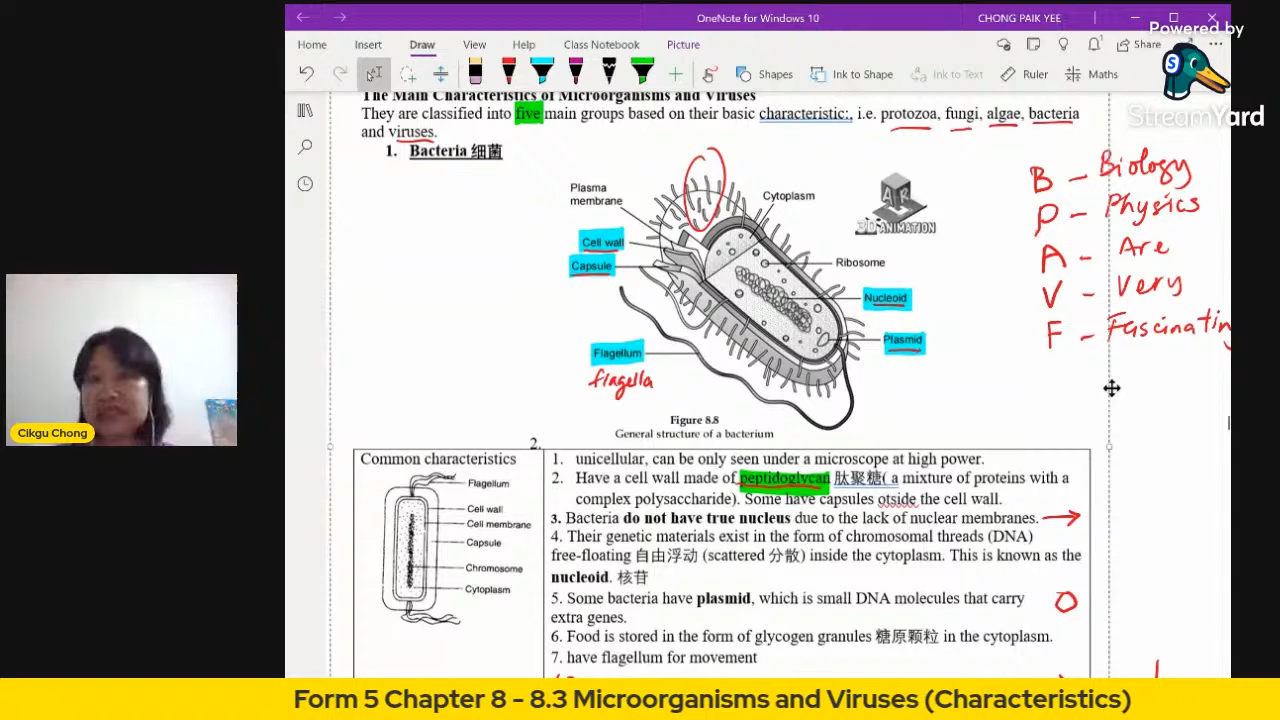 OneNote for Windows 10
CHONG PAIK YEE
Powered by
StreamYard
Home Insert Draw View Help Class Notebook Picture
Share
Shapes Ink to Shape Ink to Text Ruler Maths
The Main Characteristics of Microorganisms and Viruses
They are classified into five main groups based on their basic characteristic:, i.e. protozoa, fungi, algae, bacteria
and viruses.
1. Bacteria 细菌
Plasma
membrane
Cell wall
Capsule
Flagellum
flagella
Cytoplasm
Ribosome
Nucleoid
Plasmid
AR
3D ANIMATION
Figure 8.8
General structure of a bacterium
B - Biology
P - Physics
A - Are
V - Very
F - Fascinating
2.
Common characteristics
Flagellum
Cell wall
Cell membrane
Capsule
Chromosome
Cytoplasm
1. unicellular, can be only seen under a microscope at high power.
2. Have a cell wall made of peptidoglycan 肽聚糖( a mixture of proteins with a
complex polysaccharide). Some have capsules otside the cell wall.
3. Bacteria do not have true nucleus due to the lack of nuclear membranes.
4. Their genetic materials exist in the form of chromosomal threads (DNA)
free-floating 自由浮动 (scattered 分散) inside the cytoplasm. This is known as the
nucleoid. 核苷
5. Some bacteria have plasmid, which is small DNA molecules that carry
extra genes.
6. Food is stored in the form of glycogen granules 糖原颗粒 in the cytoplasm.
7. have flagellum for movement
Cikgu Chong
Form 5 Chapter 8 - 8.3 Microorganisms and Viruses (Characteristics)